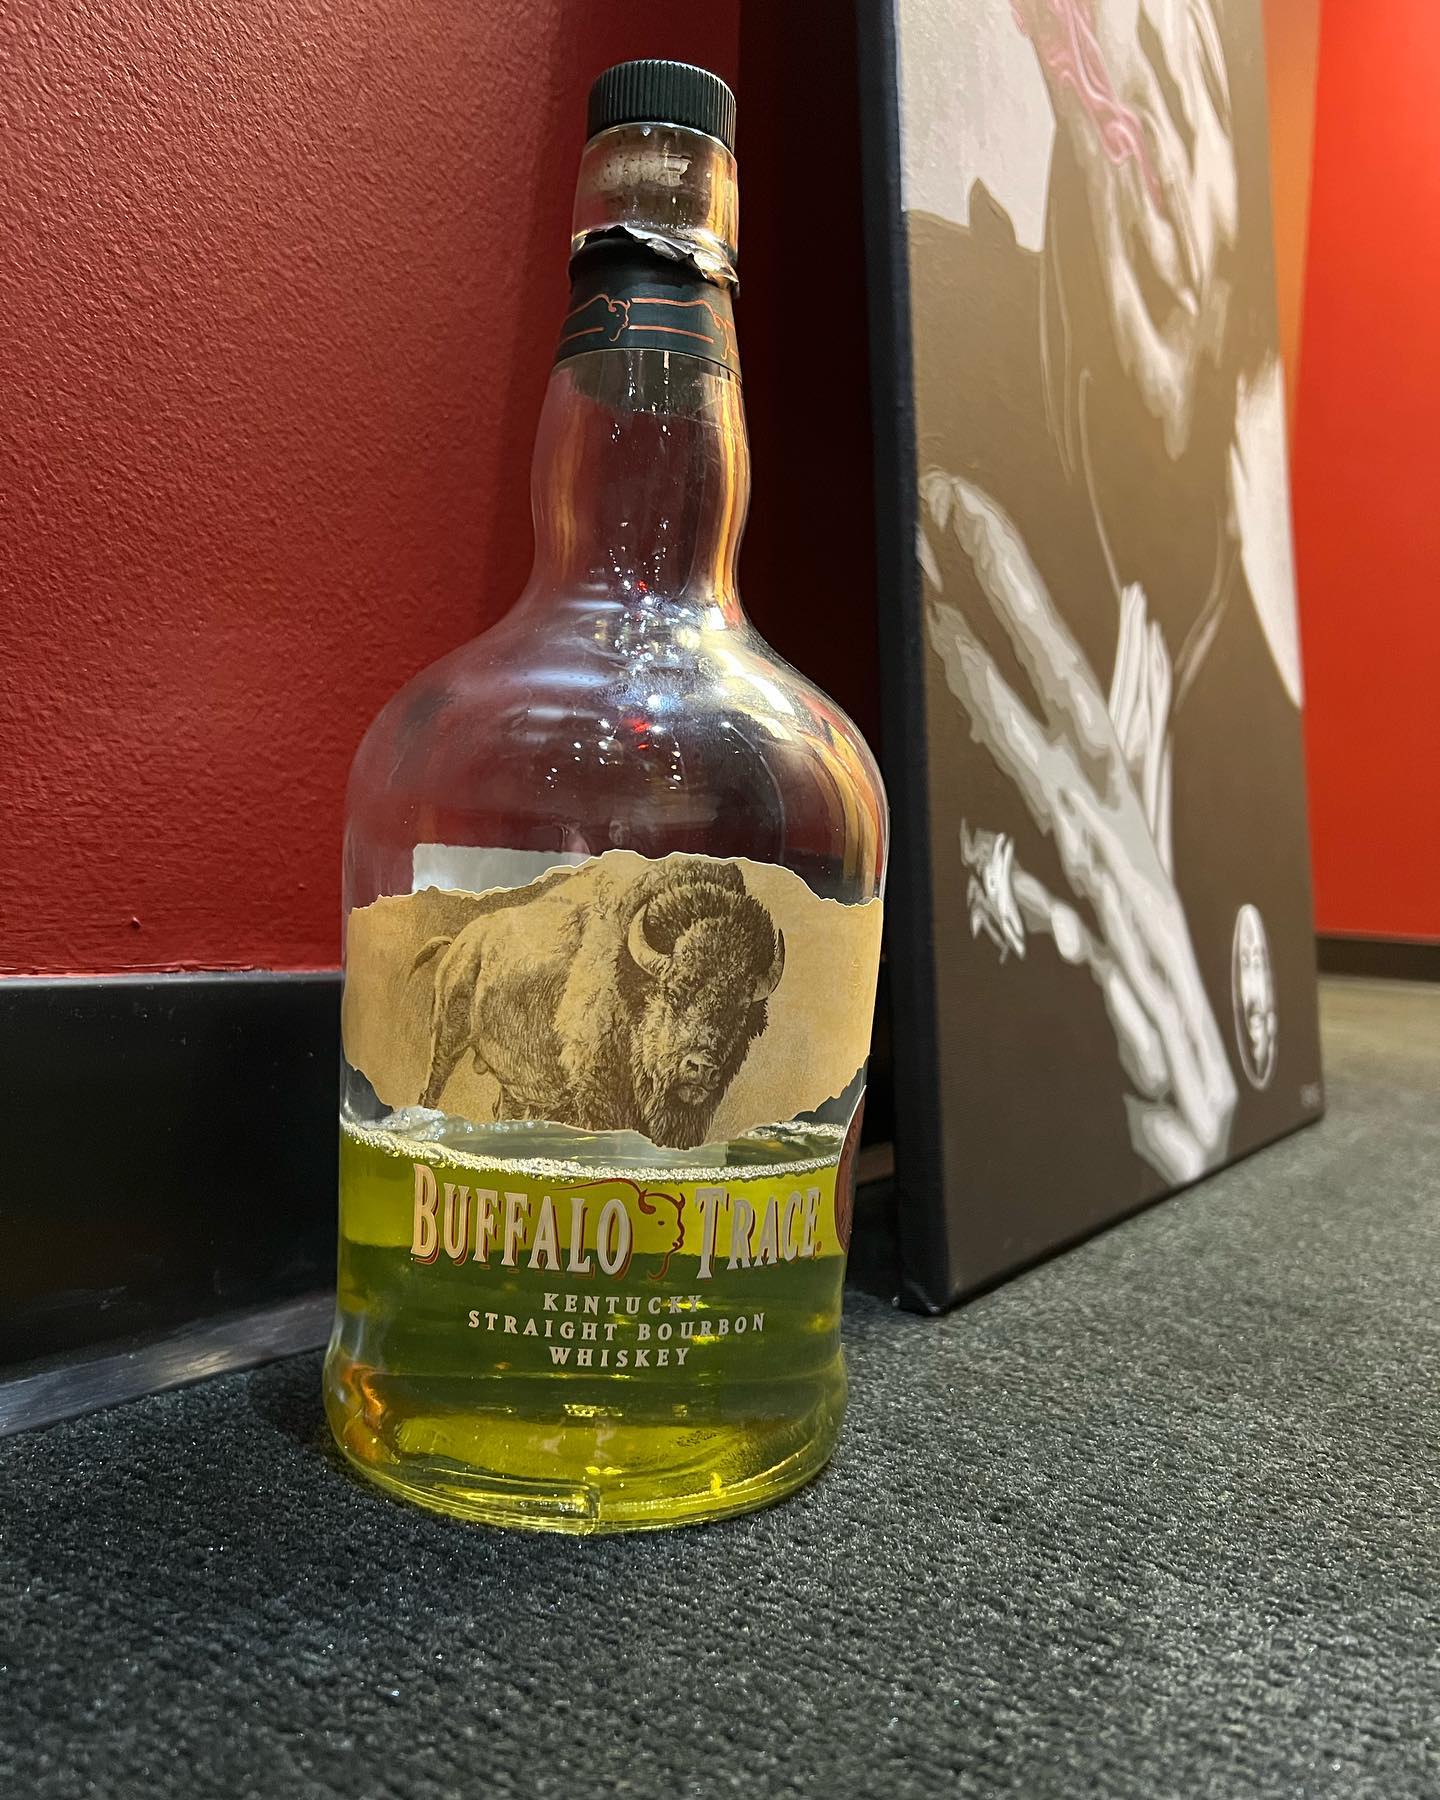 BUFFALO TRACE
KENTUCKY
STRAIGHT BOURBON
WHISKEY